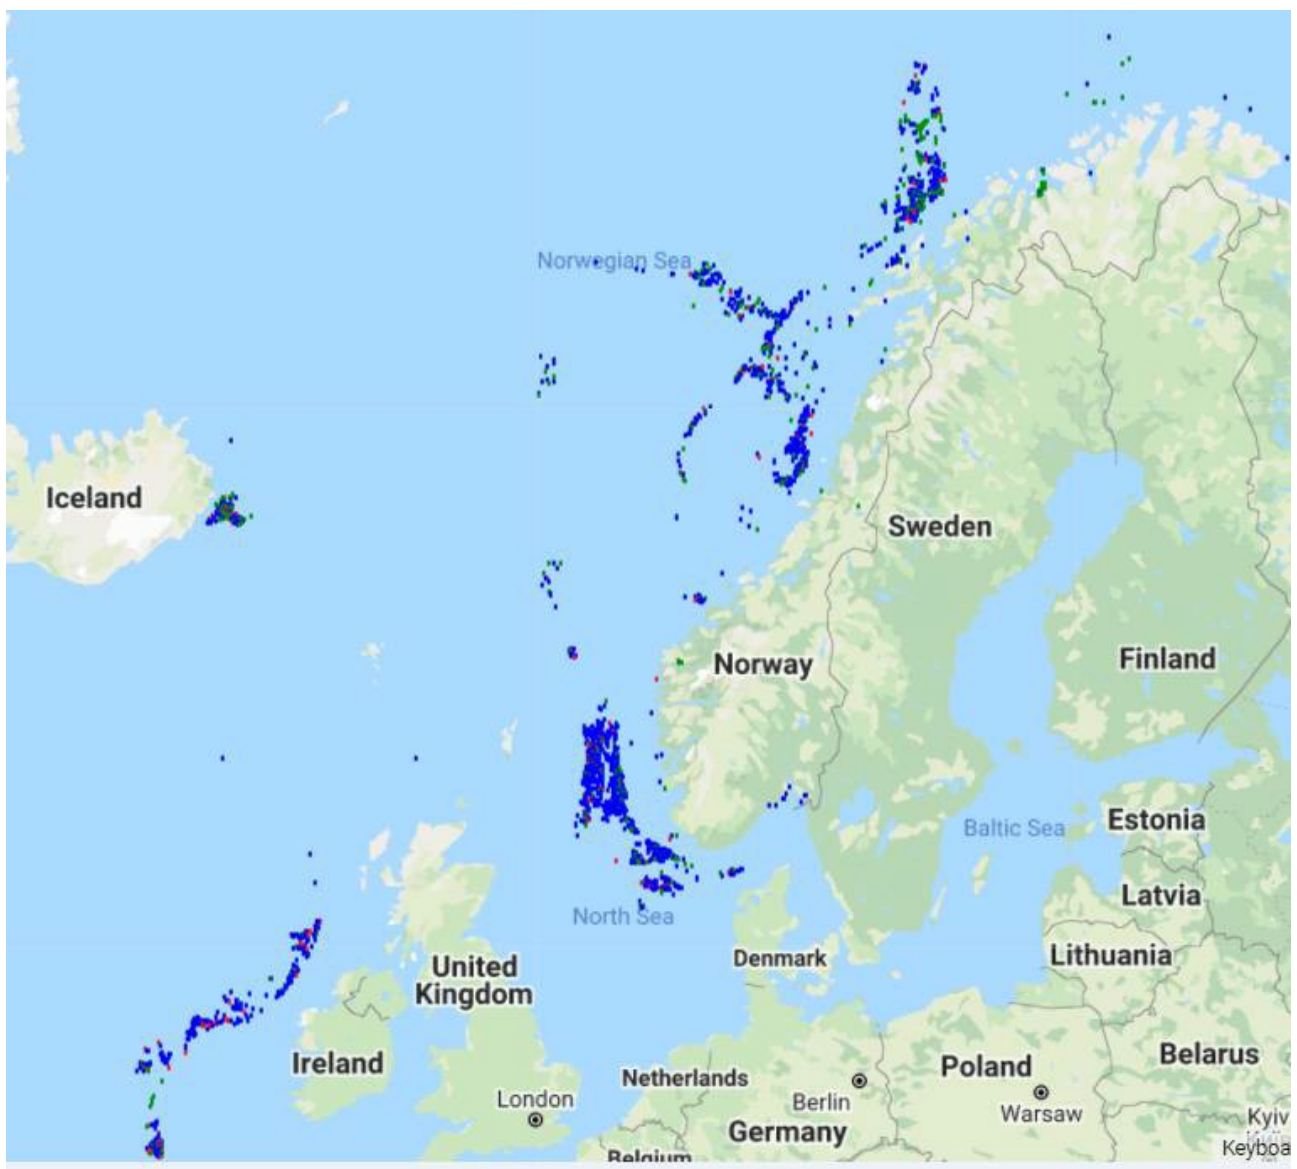 Norwegian Sea
Iceland
Sweden
Norway
Finland
Baltic Sea
Estonia
Latvia
North Sea
Lithuania
Denmark
United
Kingdom
Ireland
Netherlands
Berlin
Poland
Belarus
London
Warsaw
Germany
Kyiv
Belgium
Keyboa